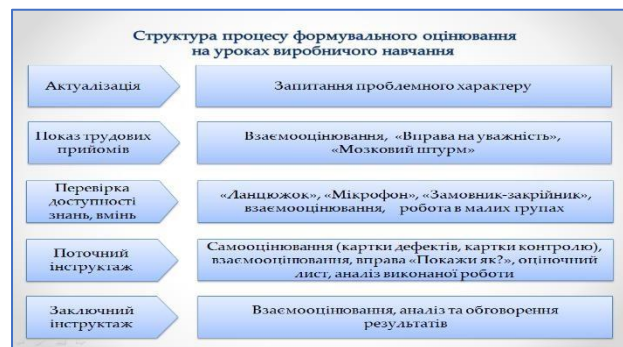 Структура процесу формувального оцінювання
на уроках виробничого навчання
Актуалізація
Запитання проблемного характеру
Показ трудових
прийомів
Взаємооцінювання, «Вправа на уважність»,
«Мозковий штурм»
Перевірка
доступності
знань, вмінь
«Ланцюжок», «Мікрофон», «Замовник-закрійник»,
взаємооцінювання, робота в малих групах
Поточний
інструктаж
Самооцінювання (картки дефектів, картки контролю),
взаємооцінювання, вправа «Покажи як?», оціночний
лист, аналіз виконаної роботи
Заключний
інструктаж
Взаємооцінювання, аналіз та обговорення
результатів